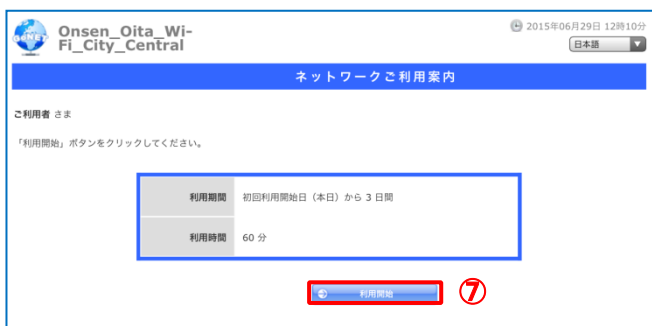 Onsen_Oita_Wi-
Fi_City_Central
2015年06月29日 12時10分
日本語
ネットワークご利用案内
ご利用者 さま
「利用開始」ボタンをクリックしてください。
利用期間 初回利用開始日（本日）から 3 日間
利用時間 60 分
利用開始
⑦